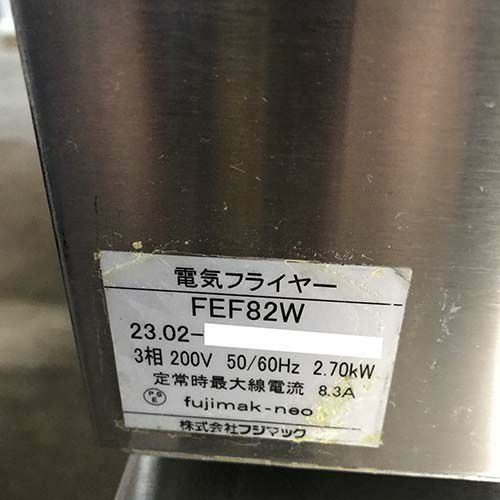 電気フライヤー
FEF82W
23.02-
3相 200V 50/60Hz 2.70kW
定常時最大線電流 8.3A
PS
E fujimak-neo
株式会社フジマック